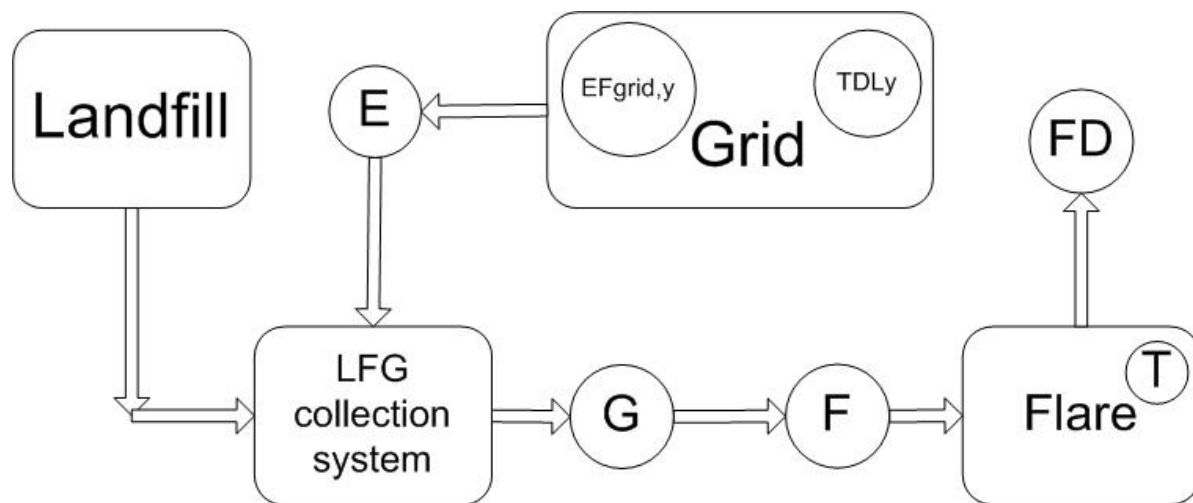 Landfill
E
EFgrid,y
TDLy
Grid
FD
LFG
collection
system
G
F
Flare
T